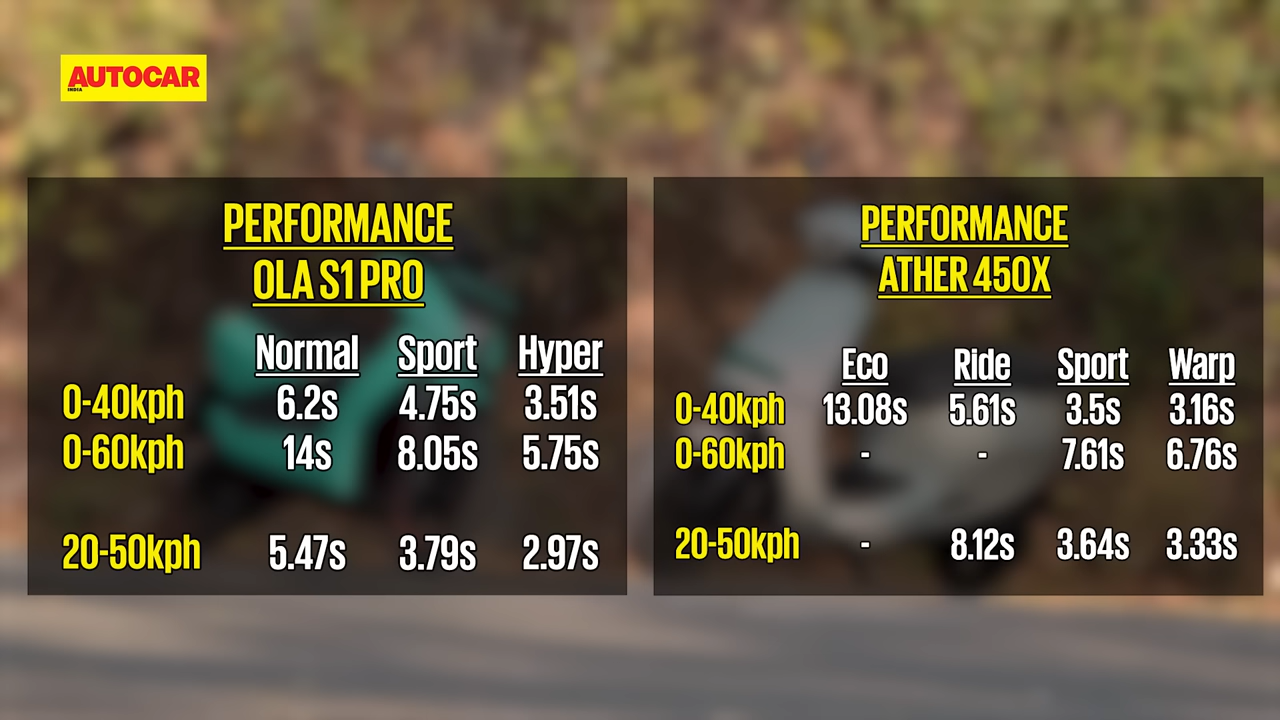 AUTOCAR
INDIA
PERFORMANCE
OLA S1 PRO
Normal Sport Hyper
0-40kph 6.2s 4.75s 3.51s
0-60kph 14s 8.05s 5.75s
20-50kph 5.47s 3.79s 2.97s
PERFORMANCE
ATHER 450X
Eco Ride Sport Warp
0-40kph 13.08s 5.61s 3.5s 3.16s
0-60kph - - 7.61s 6.76s
20-50kph - 8.12s 3.64s 3.33s